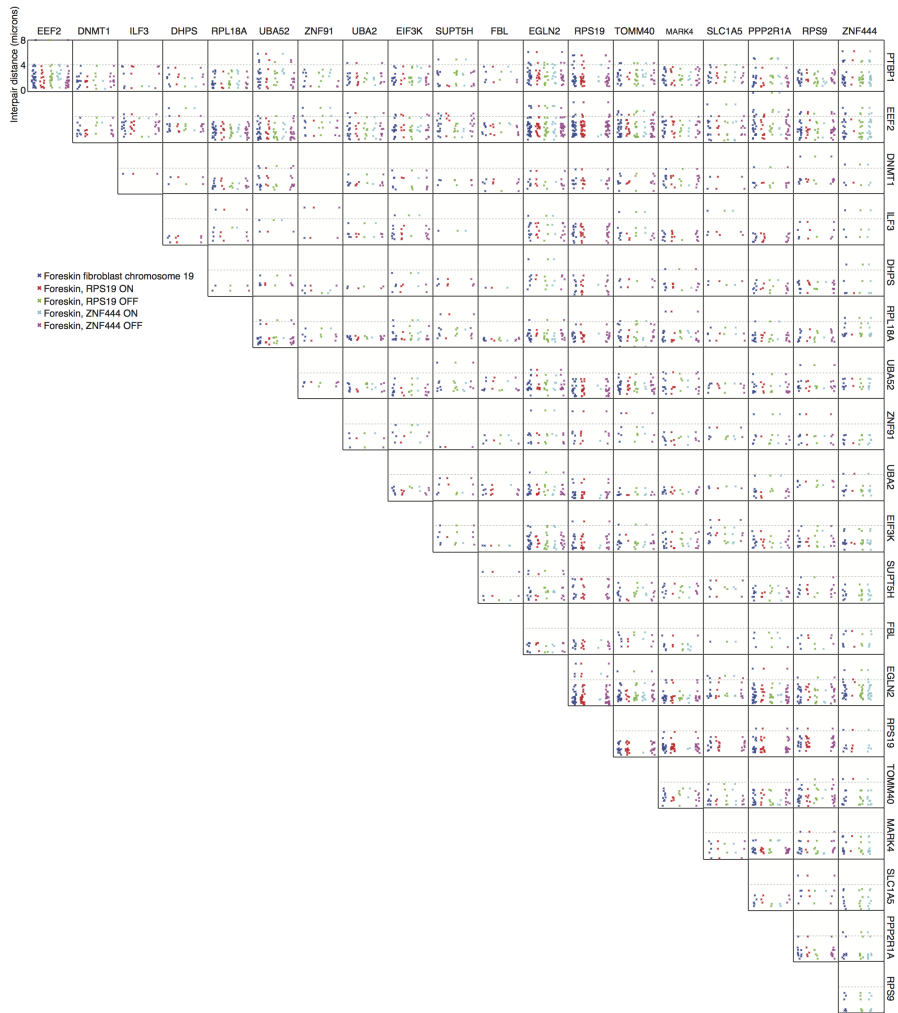 EEF2 DNMT1 ILF3 DHPS RPL18A UBA52 ZNF91 UBA2 EIF3K SUPT5H FBL EGLN2 RPS19 TOMM40 MARK4 SLC1A5 PPP2R1A RPS9 ZNF444
Interpair distance (microns)
8
4
0
PTBP1
EEF2
DNMT1
ILF3
DHPS
RPL18A
UBA52
ZNF91
UBA2
EIF3K
SUPT5H
FBL
EGLN2
RPS19
TOMM40
MARK4
SLC1A5
PPP2R1A
RPS9
Foreskin fibroblast chromosome 19
Foreskin, RPS19 ON
Foreskin, RPS19 OFF
Foreskin, ZNF444 ON
Foreskin, ZNF444 OFF